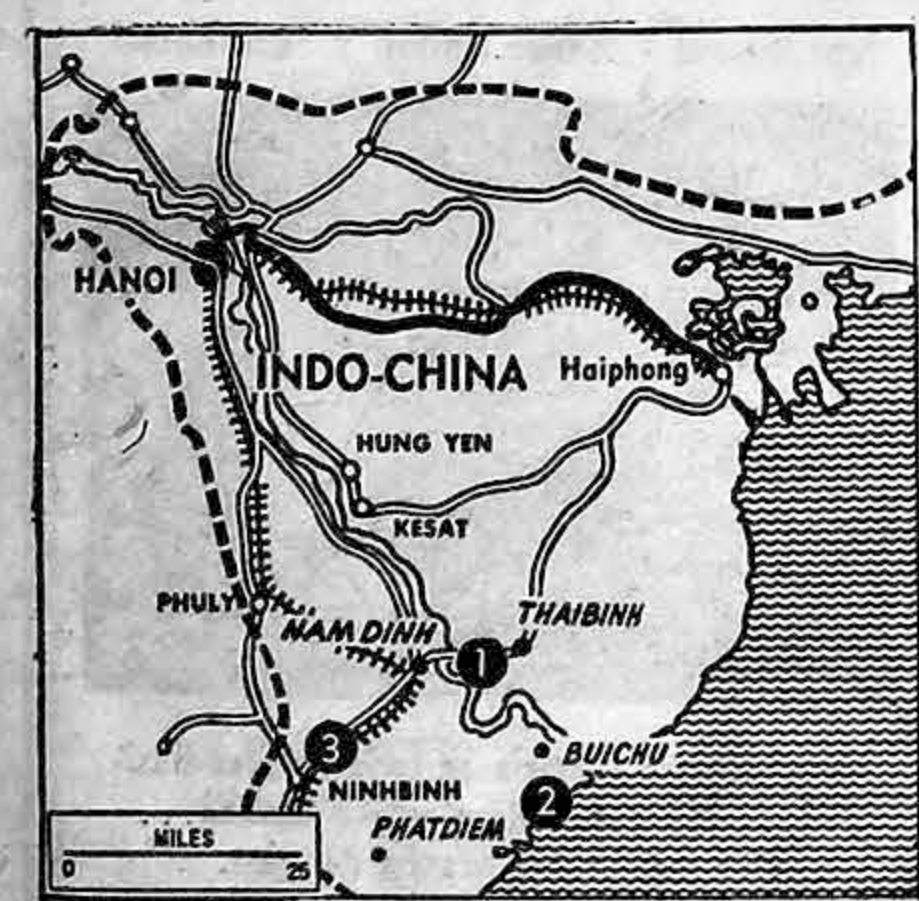 HANOI
INDO-CHINA
Haiphong
HUNG YEN
KESAT
PHULY
NAM DINH
THAIBINH
1
BUICHU
3
2
NINHBINH
PHATDIEM
MILES
0 25